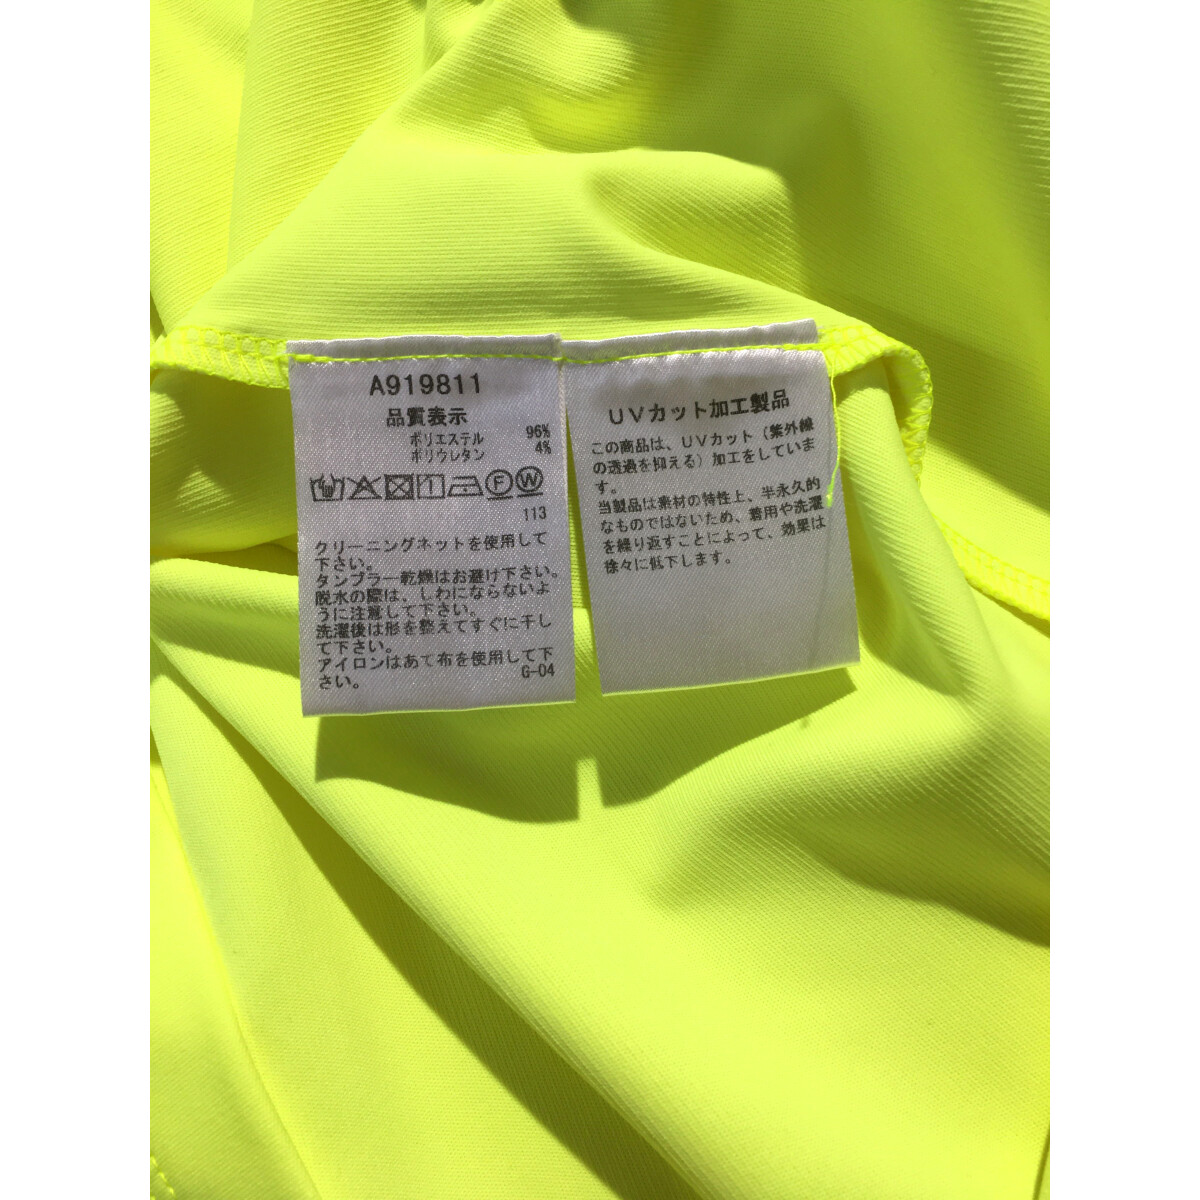 A919811
品質表示
ポリエステル 96%
ポリウレタン 4%
F W
113
クリーニングネットを使用して
下さい。
タンブラー乾燥はお避け下さい。
脱水の際は、しわにならないよ
うに注意して下さい。
洗濯後は形を整えてすぐに干し
て下さい。
アイロンはあて布を使用して下
さい。 G-04
UVカット加工製品
この商品は、UVカット(紫外線
の透過を抑える)加工をしていま
す。
当製品は素材の特性上、半永久的
なものではないため、着用や洗濯
を繰り返すことによって、効果は
徐々に低下します。